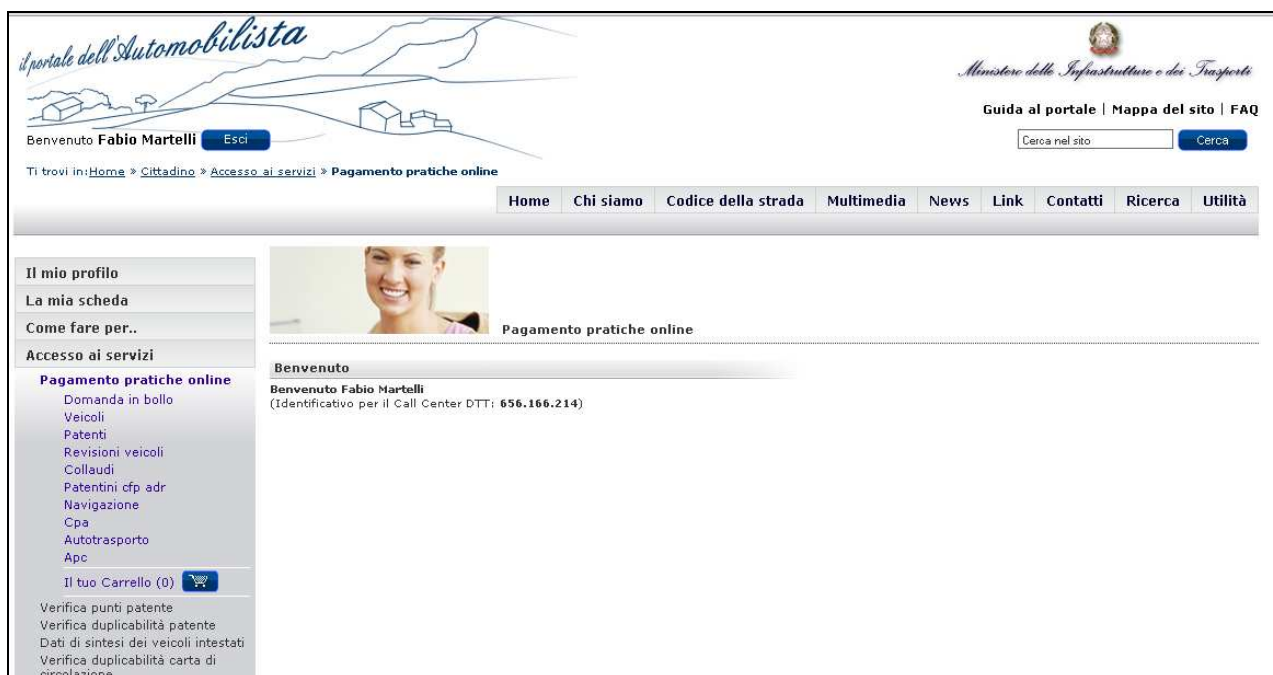 il portale dell'Automobilista
Ministero delle Infrastrutture e dei Trasporti
Guida al portale | Mappa del sito | FAQ
Benvenuto Fabio Martelli Esci
Cerca nel sito Cerca
Ti trovi in:Home » Cittadino » Accesso ai servizi » Pagamento pratiche online
Home Chi siamo Codice della strada Multimedia News Link Contatti Ricerca Utilità
Il mio profilo
La mia scheda
Come fare per..
Accesso ai servizi
Pagamento pratiche online
Domanda in bollo
Veicoli
Patenti
Revisioni veicoli
Collaudi
Patentini cfp adr
Navigazione
Cpa
Autotrasporto
Apc
Il tuo Carrello (0)
Verifica punti patente
Verifica duplicabilità patente
Dati di sintesi dei veicoli intestati
Verifica duplicabilità carta di
circolazione
Pagamento pratiche online
Benvenuto
Benvenuto Fabio Martelli
(Identificativo per il Call Center DTT: 656.166.214)